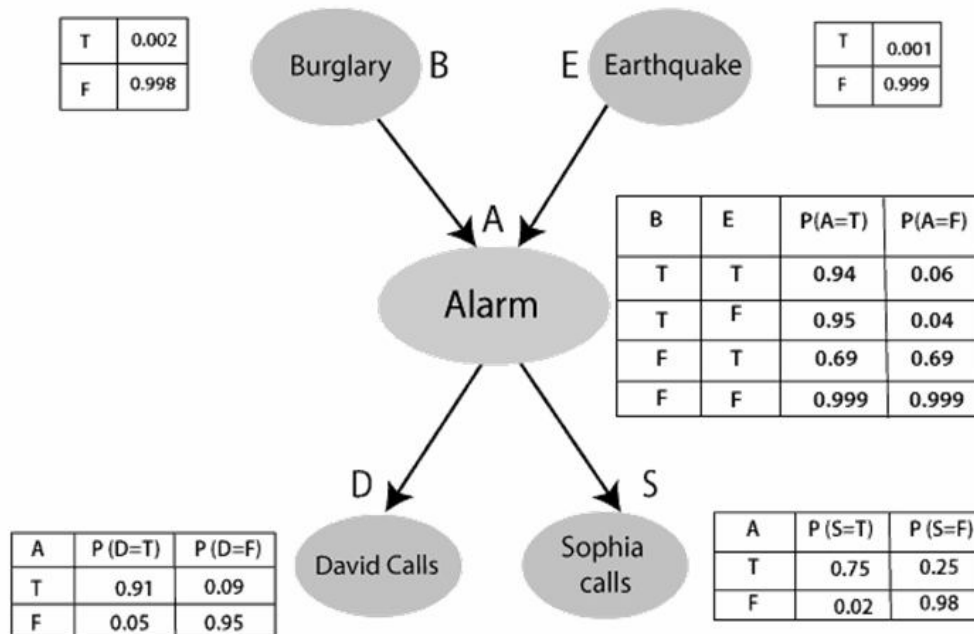 T 0.002
F 0.998
Burglary B
E Earthquake
T 0.001
F 0.999
A
Alarm
B E P(A=T) P(A=F)
T T 0.94 0.06
T F 0.95 0.04
F T 0.69 0.69
F F 0.999 0.999
D
S
A P (D=T) P (D=F)
T 0.91 0.09
F 0.05 0.95
David Calls
Sophia
calls
A P (S=T) P (S=F)
T 0.75 0.25
F 0.02 0.98